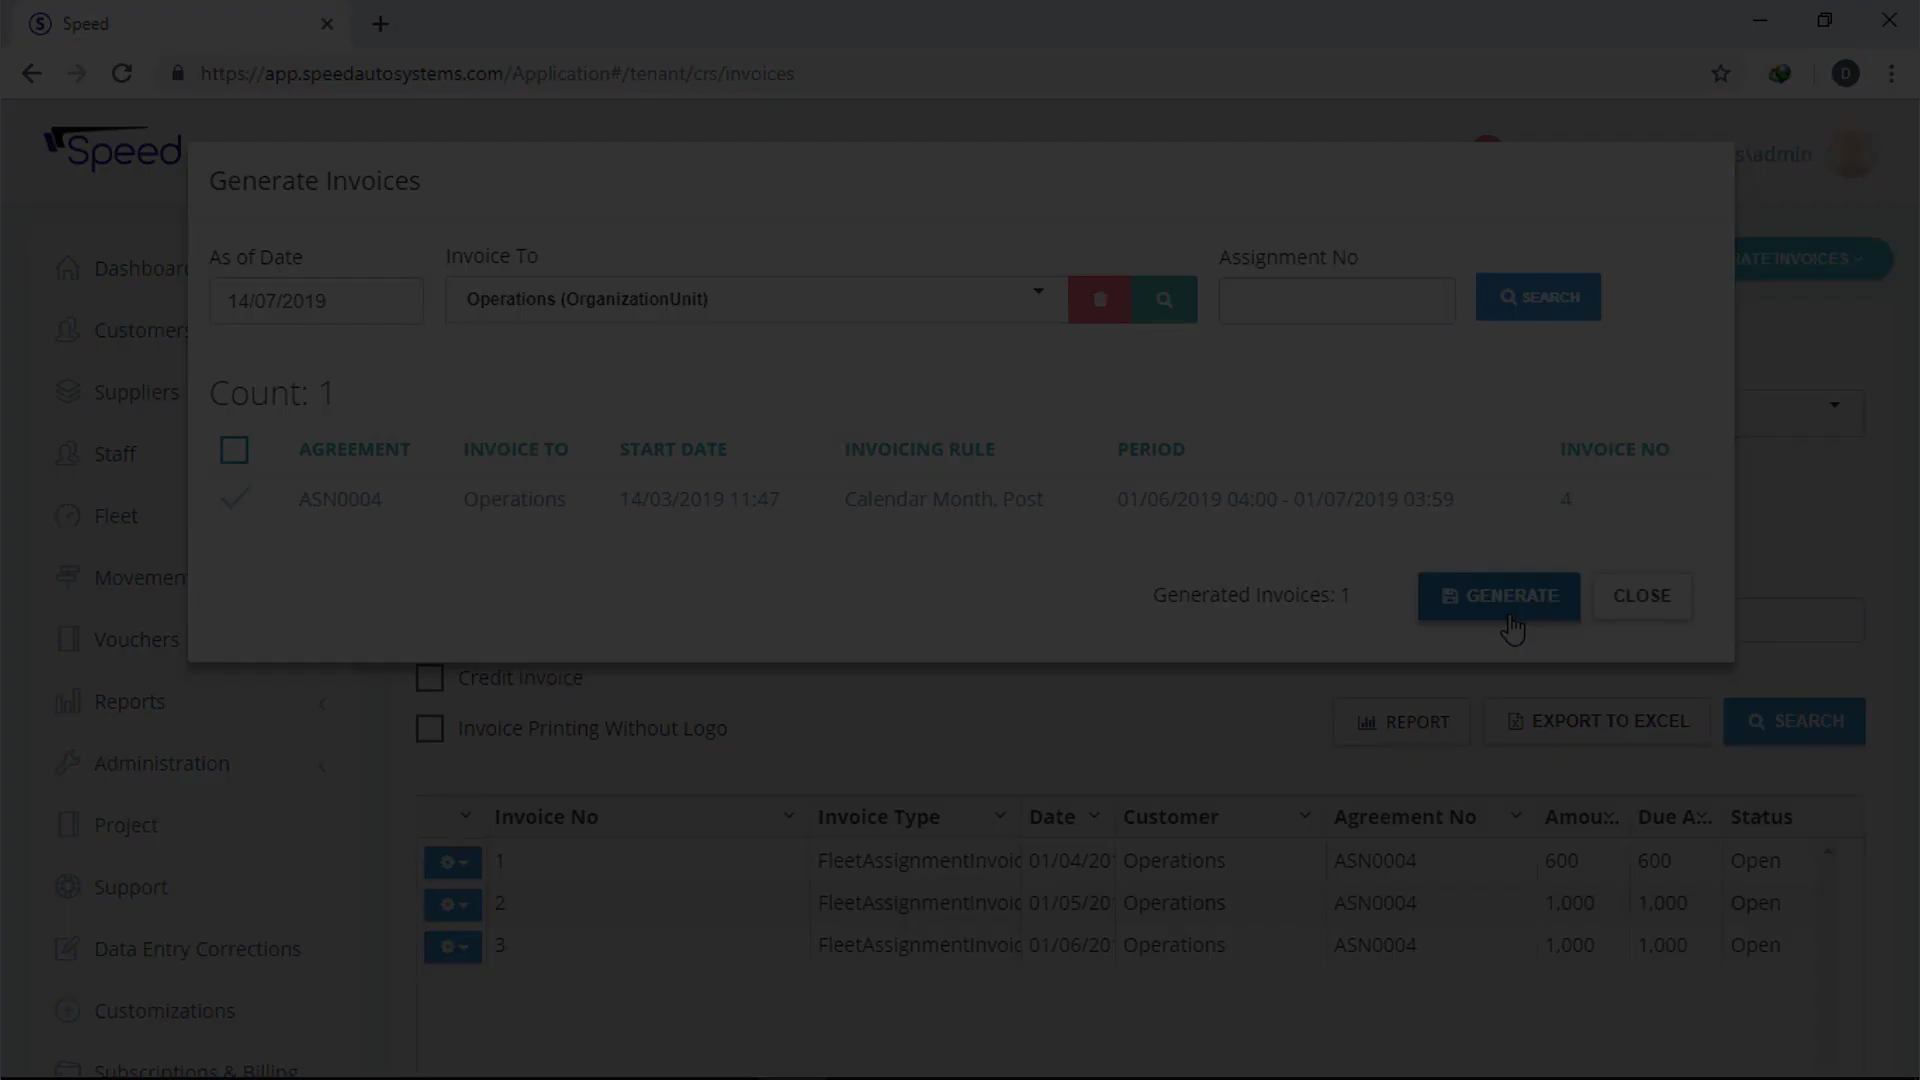 Speed
https://app.speedautosystems.com/Application#/tenant/crs/invoices
D
Speed
s\admin
Generate Invoices
As of Date
Invoice To
Assignment No
14/07/2019
Operations (OrganizationUnit)
SEARCH
ATE INVOICES
Count: 1
AGREEMENT INVOICE TO START DATE INVOICING RULE PERIOD INVOICE NO
ASN0004 Operations 14/03/2019 11:47 Calendar Month, Post 01/06/2019 04:00 - 01/07/2019 03:59 4
Generated Invoices: 1
GENERATE
CLOSE
Dashboard
Customers
Suppliers
Staff
Fleet
Movemen
Vouchers
Reports
Administration
Project
Support
Data Entry Corrections
Customizations
Subscriptions & Billing
Credit Invoice
Invoice Printing Without Logo
REPORT
EXPORT TO EXCEL
SEARCH
Invoice No Invoice Type Date Customer Agreement No Amou... Due A... Status
1 FleetAssignmentInvoic 01/04/20 Operations ASN0004 600 600 Open
2 FleetAssignmentInvoic 01/05/20 Operations ASN0004 1,000 1,000 Open
3 FleetAssignmentInvoic 01/06/20 Operations ASN0004 1,000 1,000 Open